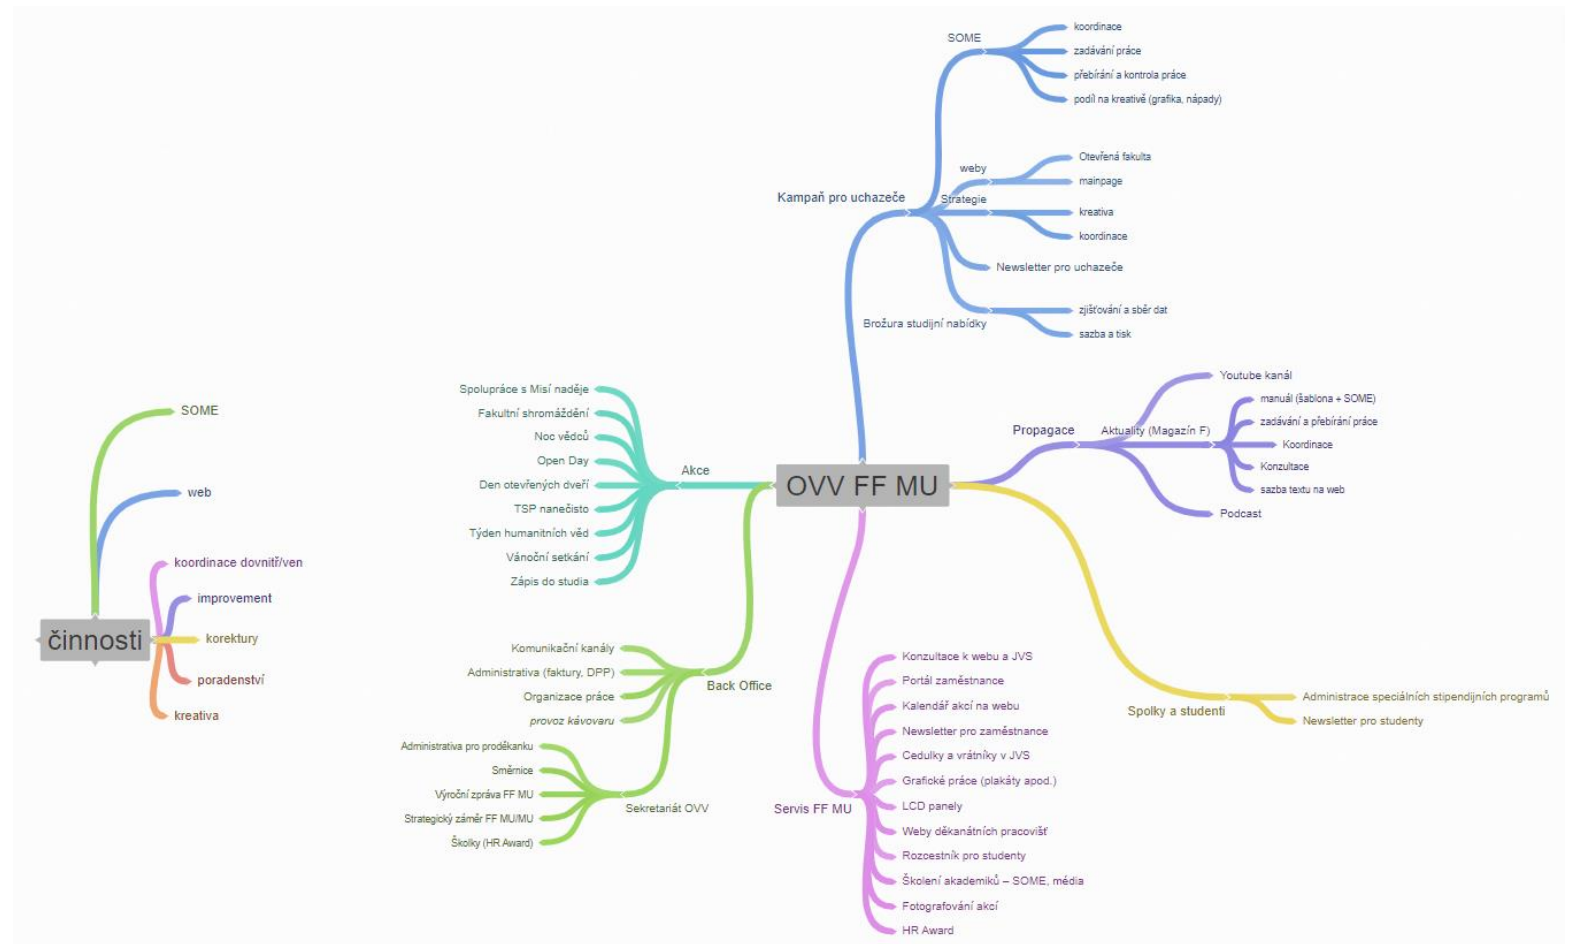 SOME
koordinace
zadávání práce
přebírání a kontrola práce
podíl na kreativě (grafika, nápady)
weby
Otevřená fakulta
mainpage
Kampaň pro uchazeče
Strategie
kreativa
koordinace
Newsletter pro uchazeče
Brožura studijní nabídky
zjišťování a sběr dat
sazba a tisk
Propagace
Youtube kanál
Aktuality (Magazín F)
manuál (šablona + SOME)
zadávání a přebírání práce
Koordinace
Konzultace
sazba textu na web
Podcast
OVV FF MU
Akce
Spolupráce s Misí naděje
Fakultní shromáždění
Noc vědců
Open Day
Den otevřených dveří
TSP nanečisto
Týden humanitních věd
Vánoční setkání
Zápis do studia
Back Office
Komunikační kanály
Administrativa (faktury, DPP)
Organizace práce
provoz kávovaru
Sekretariát OVV
Administrativa pro proděkanku
Směrnice
Výroční zpráva FF MU
Strategický záměr FF MU/MU
Školky (HR Award)
Servis FF MU
Konzultace k webu a JVS
Portál zaměstnance
Kalendář akcí na webu
Newsletter pro zaměstnance
Cedulky a vrátníky v JVS
Grafické práce (plakáty apod.)
LCD panely
Weby děkanátních pracovišť
Rozcestník pro studenty
Školení akademiků – SOME, média
Fotografování akcí
HR Award
Spolky a studenti
Administrace speciálních stipendijních programů
Newsletter pro studenty
činnosti
SOME
web
koordinace dovnitř/ven
improvement
korektury
poradenství
kreativa